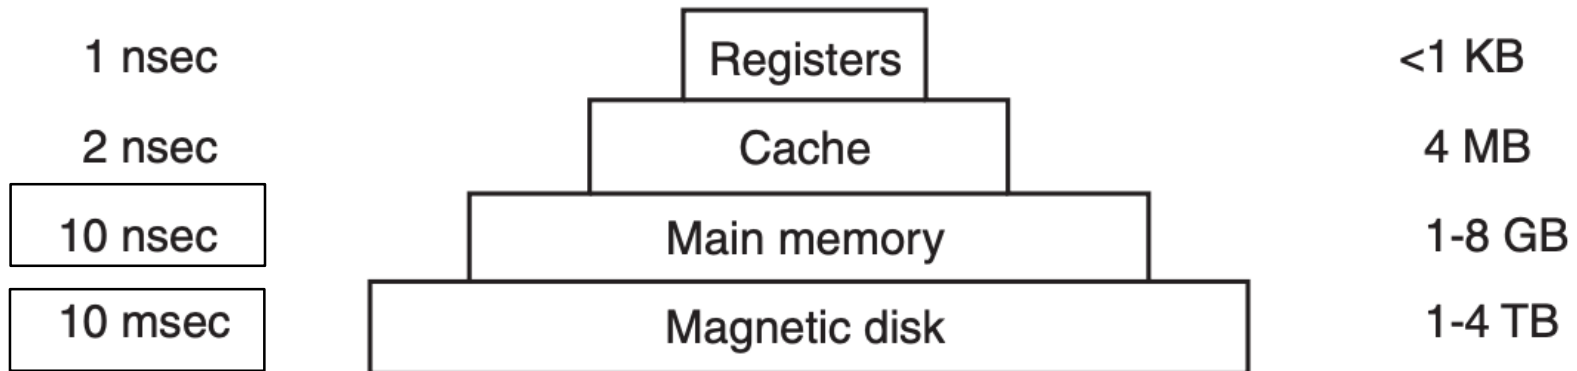 1 nsec Registers <1 KB
2 nsec Cache 4 MB
10 nsec Main memory 1-8 GB
10 msec Magnetic disk 1-4 TB